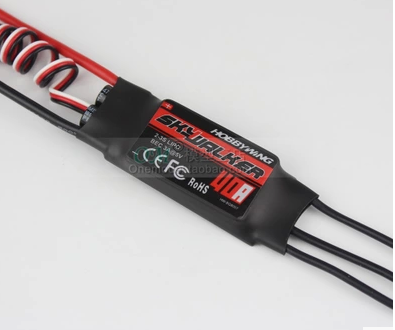 HOBBYWING
SKYWALKER
2-3S LIPO
BEC 3A@5V
40A
CE FC RoHS